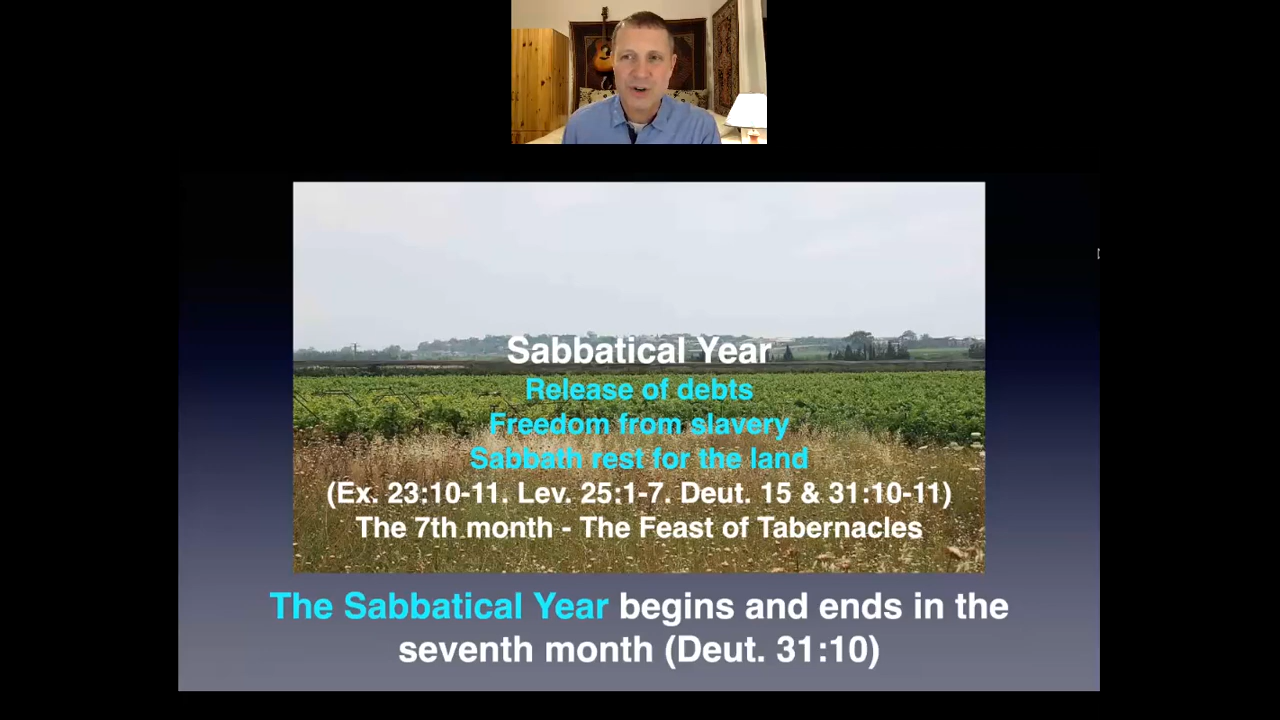 Sabbatical Year
Release of debts
Freedom from slavery
Sabbath rest for the land
(Ex. 23:10-11. Lev. 25:1-7. Deut. 15 & 31:10-11)
The 7th month - The Feast of Tabernacles
The Sabbatical Year begins and ends in the
seventh month (Deut. 31:10)